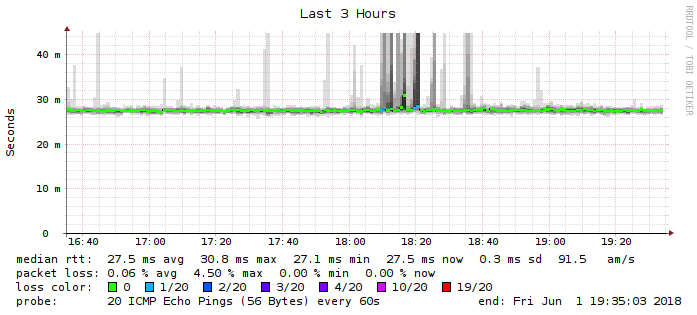 Last 3 Hours
RRDTOOL / TOBI OETIKER
Seconds
40 m
30 m
20 m
10 m
0
16:40 17:00 17:20 17:40 18:00 18:20 18:40 19:00 19:20
median rtt: 27.5 ms avg 30.8 ms max 27.1 ms min 27.5 ms now 0.3 ms sd 91.5 am/s
packet loss: 0.06 % avg 4.50 % max 0.00 % min 0.00 % now
loss color: 0 1/20 2/20 3/20 4/20 10/20 19/20
probe: 20 ICMP Echo Pings (56 Bytes) every 60s end: Fri Jun 1 19:35:03 2018